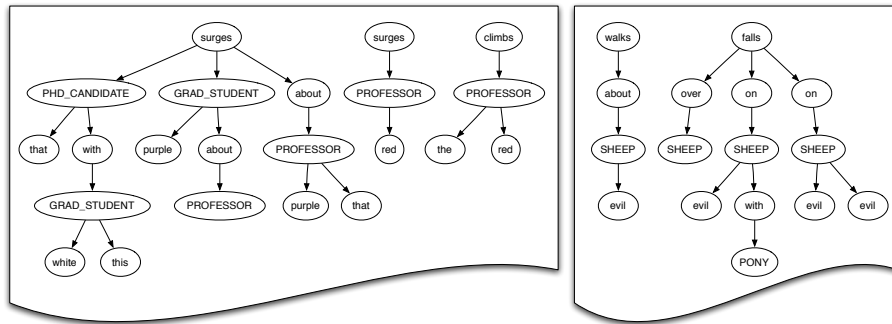 surges surges climbs walks falls
PHD_CANDIDATE GRAD_STUDENT about PROFESSOR PROFESSOR about over on on
that with purple about PROFESSOR red the red SHEEP SHEEP SHEEP SHEEP
GRAD_STUDENT PROFESSOR purple that evil evil with evil evil
white this PONY